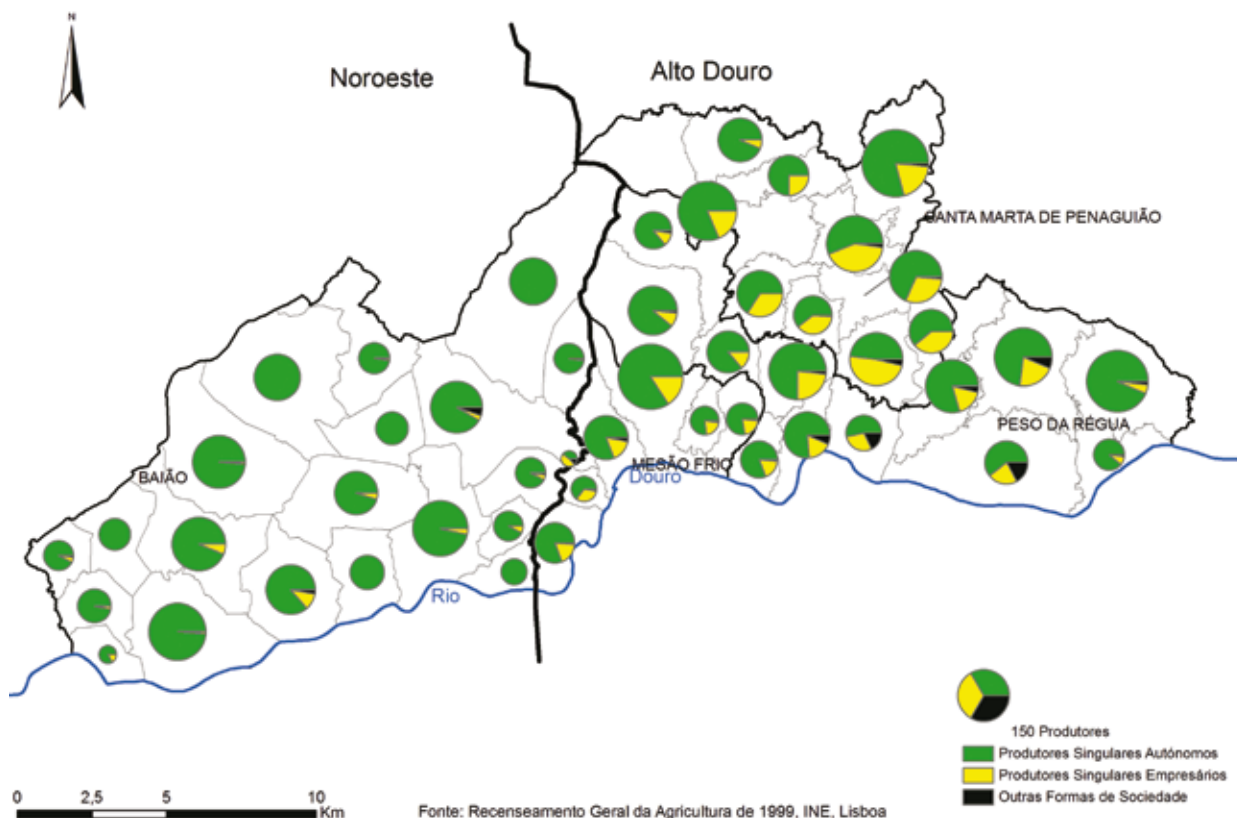 N
Noroeste
Alto Douro
SANTA MARTA DE PENAGUIÃO
PESO DA RÉGUA
MESÃO FRIO
Douro
BAIÃO
Rio
150 Produtores
Produtores Singulares Autónomos
Produtores Singulares Empresários
Outras Formas de Sociedade
0 2,5 5 10
Km
Fonte: Recenseamento Geral da Agricultura de 1999, INE, Lisboa